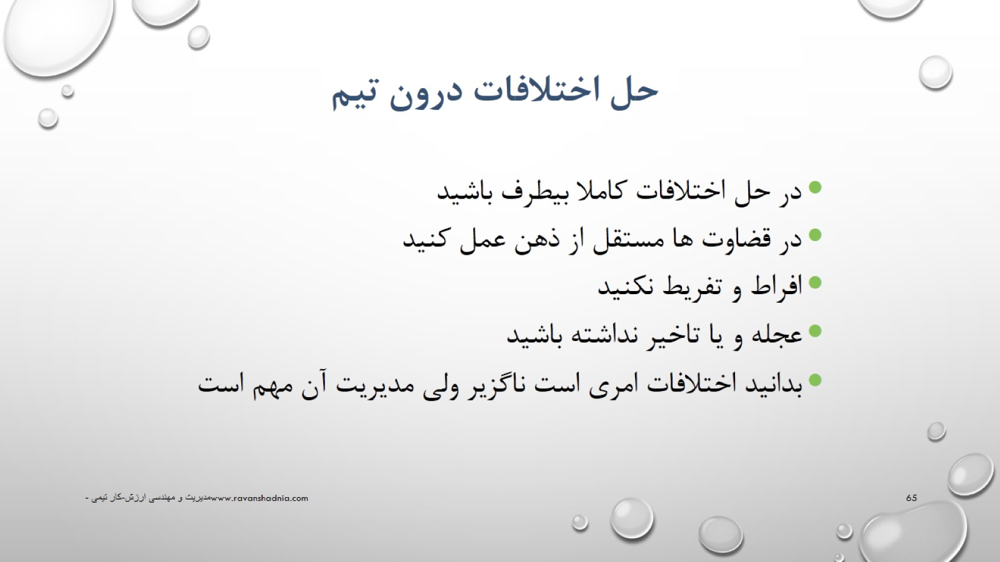 حل اختلافات درون تیم
در حل اختلافات کاملا بیطرف باشید
در قضاوت ها مستقل از ذهن عمل کنید
افراط و تفریط نکنید
عجله و یا تاخیر نداشته باشید
بدانید اختلافات امری است ناگزیر ولی مدیریت آن مهم است
مدیریت و مهندسی ارزش-کار تیمی - www.ravanshadnia.com
65